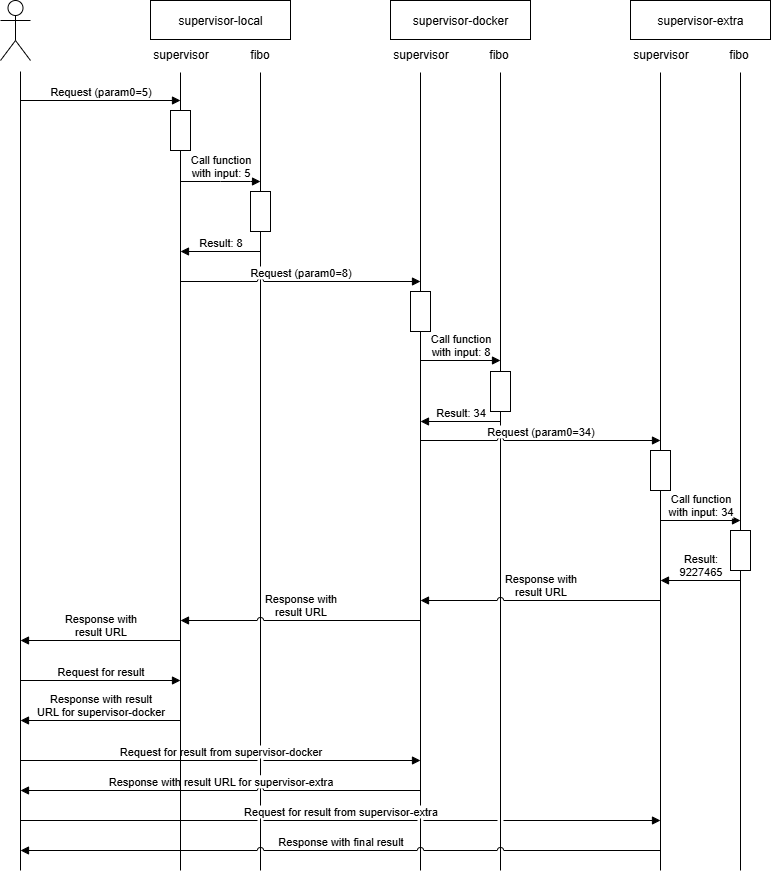 supervisor-local
supervisor-docker
supervisor-extra
supervisor
fibo
supervisor
fibo
supervisor
fibo
Request (param0=5)
Call function
with input: 5
Result: 8
Request (param0=8)
Call function
with input: 8
Result: 34
Request (param0=34)
Call function
with input: 34
Result:
9227465
Response with
result URL
Response with
result URL
Response with
result URL
Request for result
Response with result
URL for supervisor-docker
Request for result from supervisor-docker
Response with result URL for supervisor-extra
Request for result from supervisor-extra
Response with final result